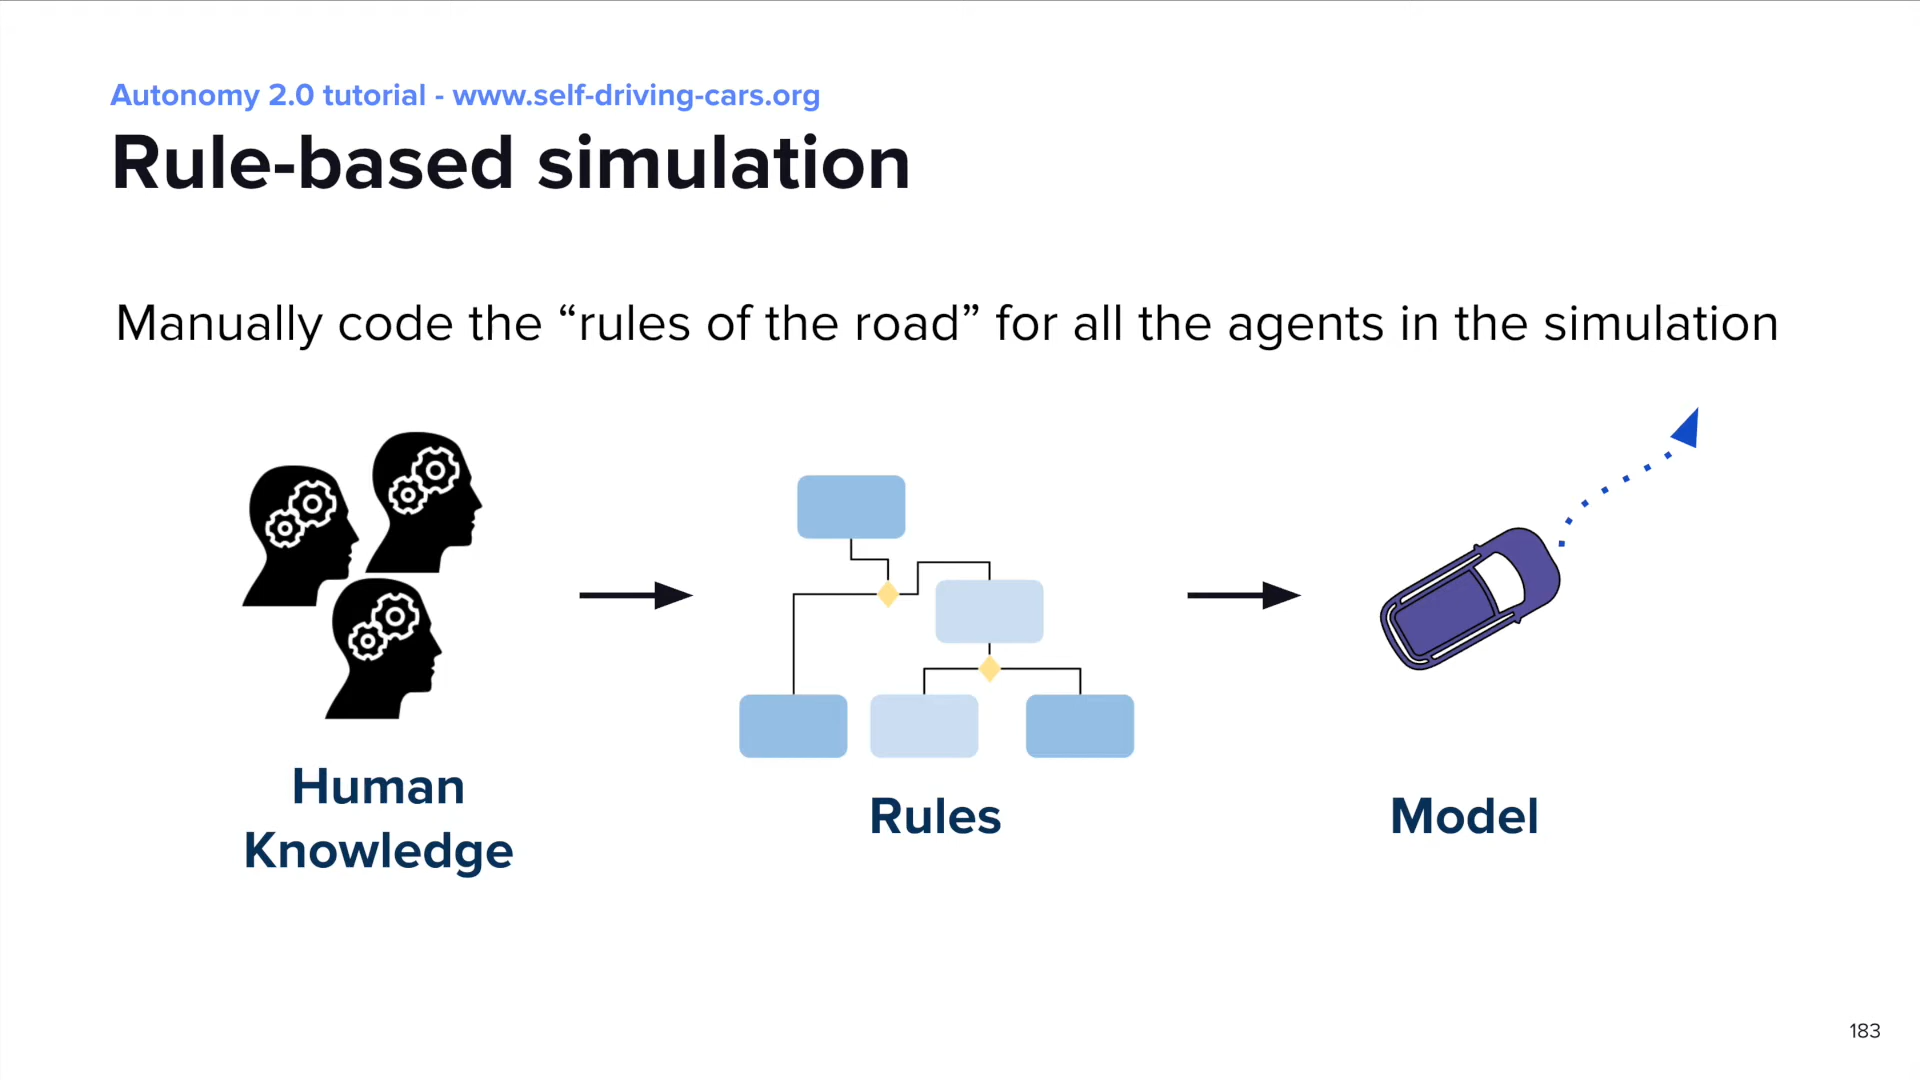 Autonomy 2.0 tutorial - www.self-driving-cars.org
Rule-based simulation
Manually code the “rules of the road” for all the agents in the simulation
Human
Knowledge
Rules
Model
183